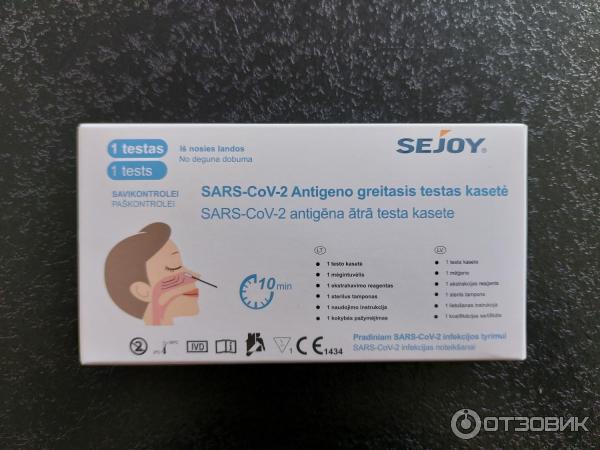 1 testas
1 tests
Iš nosies landos
No deguna dobuma
SEJOY®
SAVIKONTROLEI
PAŠKONTROLEI
SARS-CoV-2 Antigeno greitasis testas kasetė
SARS-CoV-2 antigēna ātrā testa kasete
10 min
LT
• 1 testo kasetė
• 1 mėgintuvėlis
• 1 ekstrahavimo reagentas
• 1 sterilus tamponas
• 1 naudojimo instrukcija
• 1 kokybės pažymėjimas
LV
• 1 testa kasete
• 1 mēģene
• 1 ekstrakcijas reaģents
• 1 sterils tampons
• 1 lietošanas instrukcija
• 1 kvalifikācijas sertifikāts
2 IVD 1 CE 1434
Pradiniam SARS-CoV-2 infekcijos tyrimui
SARS-CoV-2 infekcijas noteikšanai
ОТЗОВИК